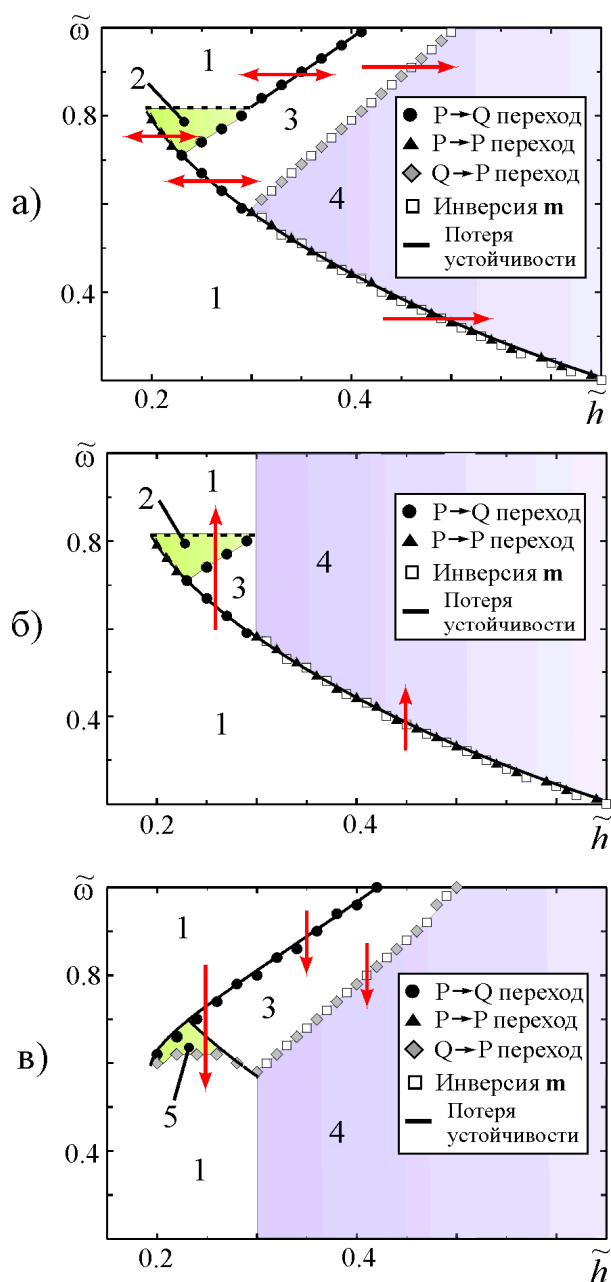 а)
ω̃
1
2
3
0.8
P→Q переход
P→P переход
Q→P переход
Инверсия m
Потеря
устойчивости
4
0.4
1
0.2
0.4
h̃
б)
ω̃
1
2
0.8
P→Q переход
P→P переход
Инверсия m
Потеря
устойчивости
4
3
0.4
1
0.2
0.4
h̃
в)
ω̃
1
0.8
3
P→Q переход
P→P переход
Q→P переход
Инверсия m
Потеря
устойчивости
5
4
0.4
1
0.2
0.4
h̃